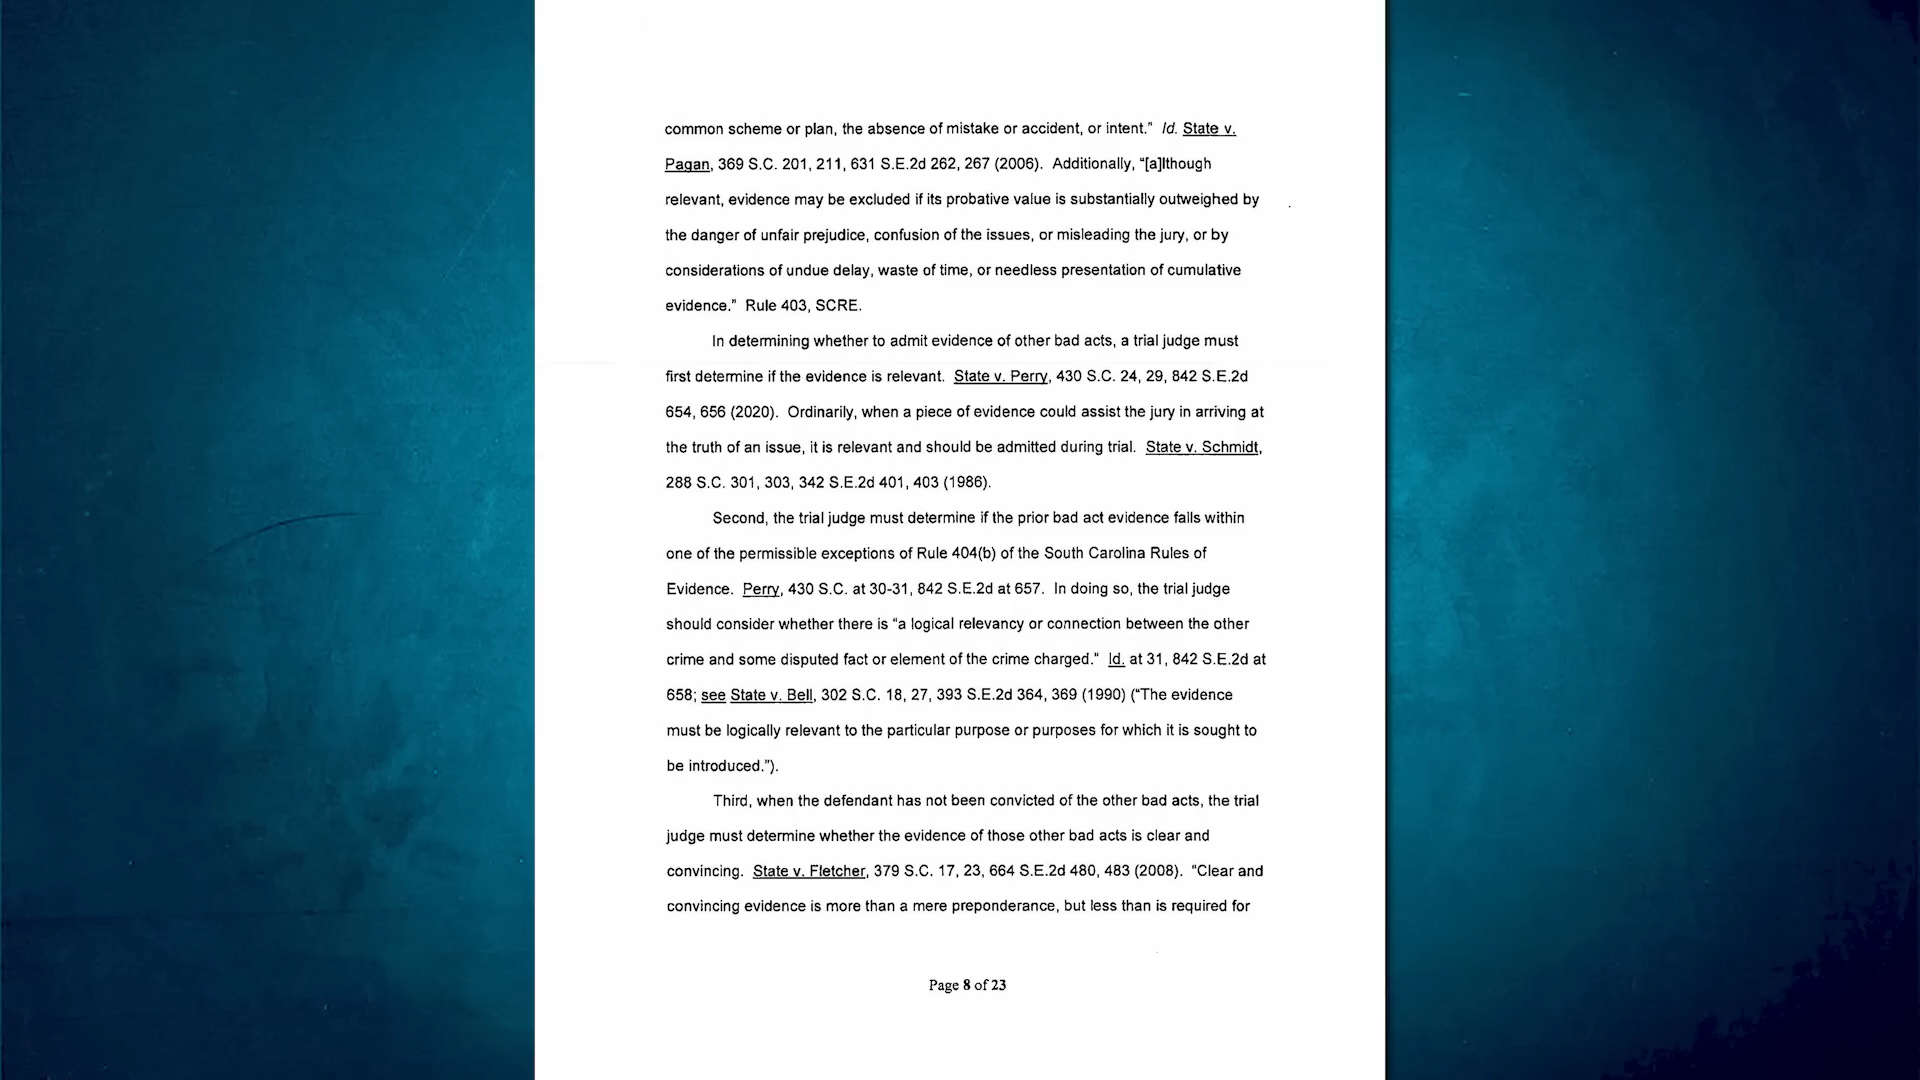 common scheme or plan, the absence of mistake or accident, or intent." Id. State v.
Pagan, 369 S.C. 201, 211, 631 S.E.2d 262, 267 (2006). Additionally, "[a]lthough
relevant, evidence may be excluded if its probative value is substantially outweighed by
the danger of unfair prejudice, confusion of the issues, or misleading the jury, or by
considerations of undue delay, waste of time, or needless presentation of cumulative
evidence." Rule 403, SCRE.
In determining whether to admit evidence of other bad acts, a trial judge must
first determine if the evidence is relevant. State v. Perry, 430 S.C. 24, 29, 842 S.E.2d
654, 656 (2020). Ordinarily, when a piece of evidence could assist the jury in arriving at
the truth of an issue, it is relevant and should be admitted during trial. State v. Schmidt,
288 S.C. 301, 303, 342 S.E.2d 401, 403 (1986).
Second, the trial judge must determine if the prior bad act evidence falls within
one of the permissible exceptions of Rule 404(b) of the South Carolina Rules of
Evidence. Perry, 430 S.C. at 30-31, 842 S.E.2d at 657. In doing so, the trial judge
should consider whether there is "a logical relevancy or connection between the other
crime and some disputed fact or element of the crime charged." Id. at 31, 842 S.E.2d at
658; see State v. Bell, 302 S.C. 18, 27, 393 S.E.2d 364, 369 (1990) ("The evidence
must be logically relevant to the particular purpose or purposes for which it is sought to
be introduced.").
Third, when the defendant has not been convicted of the other bad acts, the trial
judge must determine whether the evidence of those other bad acts is clear and
convincing. State v. Fletcher, 379 S.C. 17, 23, 664 S.E.2d 480, 483 (2008). "Clear and
convincing evidence is more than a mere preponderance, but less than is required for
Page 8 of 23